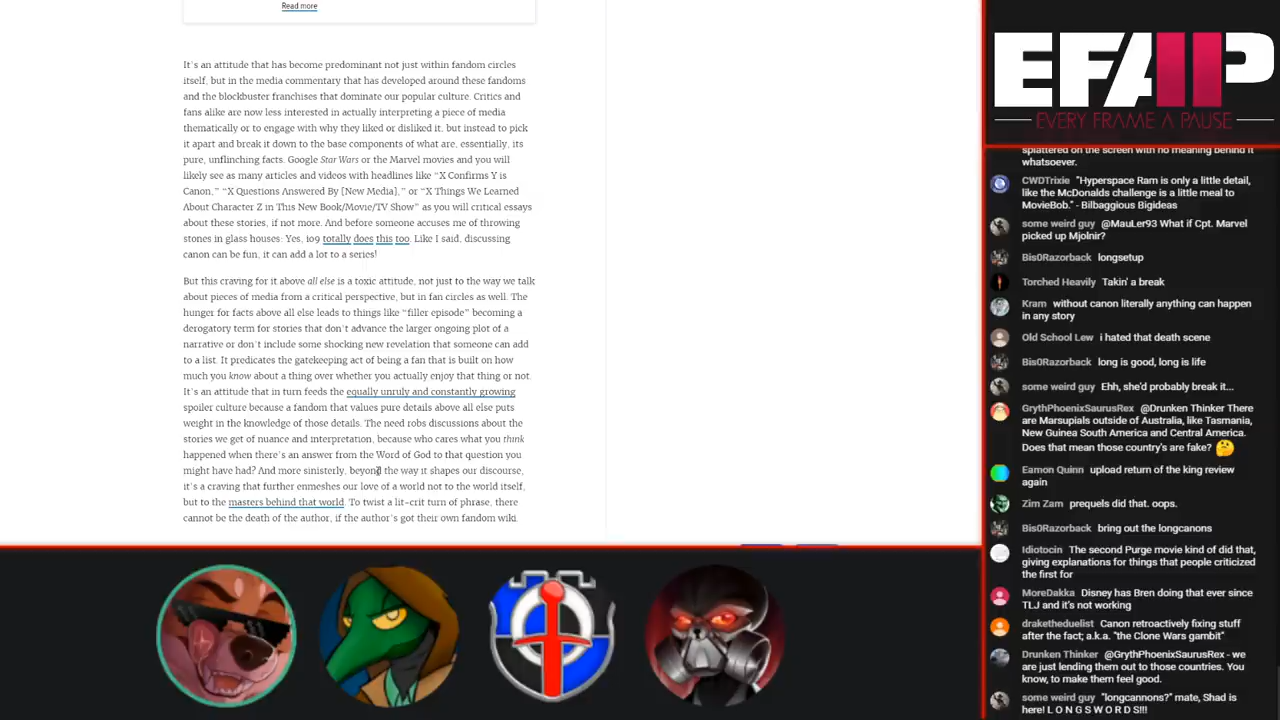 Read more
It's an attitude that has become predominant not just within fandom circles
itself, but in the media commentary that has developed around these fandoms
and the blockbuster franchises that dominate our popular culture. Critics and
fans alike are now less interested in actually interpreting a piece of media
thematically or to engage with why they liked or disliked it, but instead to pick
it apart and break it down to the base components of what are, essentially, its
pure, unflinching facts. Google Star Wars or the Marvel movies and you will
likely see as many articles and videos with headlines like "X Confirms Y is
Canon," "X Questions Answered By [New Media]," or "X Things We Learned
About Character Z in This New Book/Movie/TV Show" as you will critical essays
about these stories, if not more. And before someone accuses me of throwing
stones in glass houses: Yes, io9 totally does this too. Like I said, discussing
canon can be fun, it can add a lot to a series!
But this craving for it above all else is a toxic attitude, not just to the way we talk
about pieces of media from a critical perspective, but in fan circles as well. The
hunger for facts above all else leads to things like "filler episode" becoming a
derogatory term for stories that don't advance the larger ongoing plot of a
narrative or don't include some shocking new revelation that someone can add
to a list. It predicates the gatekeeping act of being a fan that is built on how
much you know about a thing over whether you actually enjoy that thing or not.
It's an attitude that in turn feeds the equally unruly and constantly growing
spoiler culture because a fandom that values pure details above all else puts
weight in the knowledge of those details. The need robs discussions about the
stories we get of nuance and interpretation, because who cares what you think
happened when there's an answer from the Word of God to that question you
might have had? And more sinisterly, beyond the way it shapes our discourse,
it's a craving that further enmeshes our love of a world not to the world itself,
but to the masters behind that world. To twist a lit-crit turn of phrase, there
cannot be the death of the author, if the author's got their own fandom wiki.
EFAP
EVERY FRAME A PAUSE
splattered on the screen with no meaning behind it
whatsoever.
CWDTrixie "Hyperspace Ram is only a little detail,
like the McDonalds challenge is a little meal to
MovieBob." - Bilbaggious Bigideas
some weird guy @MauLer93 What if Cpt. Marvel
picked up Mjolnir?
Bis0Razorback longsetup
Torched Heavily Takin' a break
Kram without canon literally anything can happen
in any story
Old School Lew i hated that death scene
Bis0Razorback long is good, long is life
some weird guy Ehh, she'd probably break it...
GrythPhoenixSaurusRex @Drunken Thinker There
are Marsupials outside of Australia, like Tasmania,
New Guinea South America and Central America.
Does that mean those country's are fake?
Eamon Quinn upload return of the king review
again
Zim Zam prequels did that. oops.
Bis0Razorback bring out the longcanons
Idiotocin The second Purge movie kind of did that,
giving explanations for things that people criticized
the first for
MoreDakka Disney has Bren doing that ever since
TLJ and it's not working
draketheduelist Canon retroactively fixing stuff
after the fact; a.k.a. "the Clone Wars gambit"
Drunken Thinker @GrythPhoenixSaurusRex - we
are just lending them out to those countries. You
know, to make them feel good.
some weird guy "longcannons?" mate, Shad is
here! L O N G S W O R D S!!!